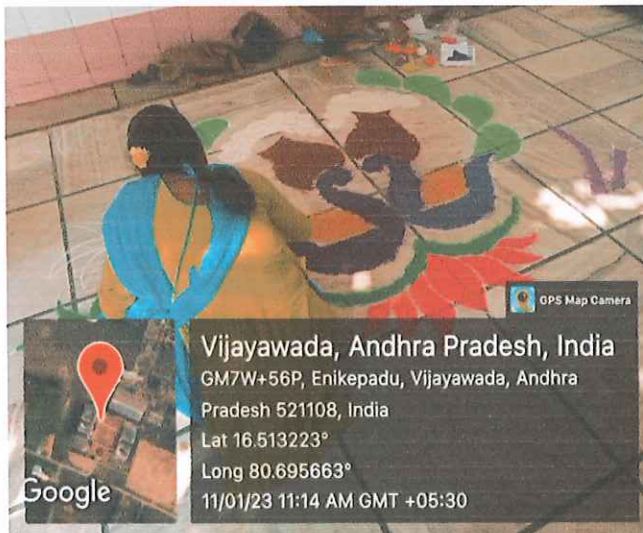 GPS Map Camera
Vijayawada, Andhra Pradesh, India
GM7W+56P, Enikepadu, Vijayawada, Andhra
Pradesh 521108, India
Lat 16.513223°
Long 80.695663°
11/01/23 11:14 AM GMT +05:30
Google